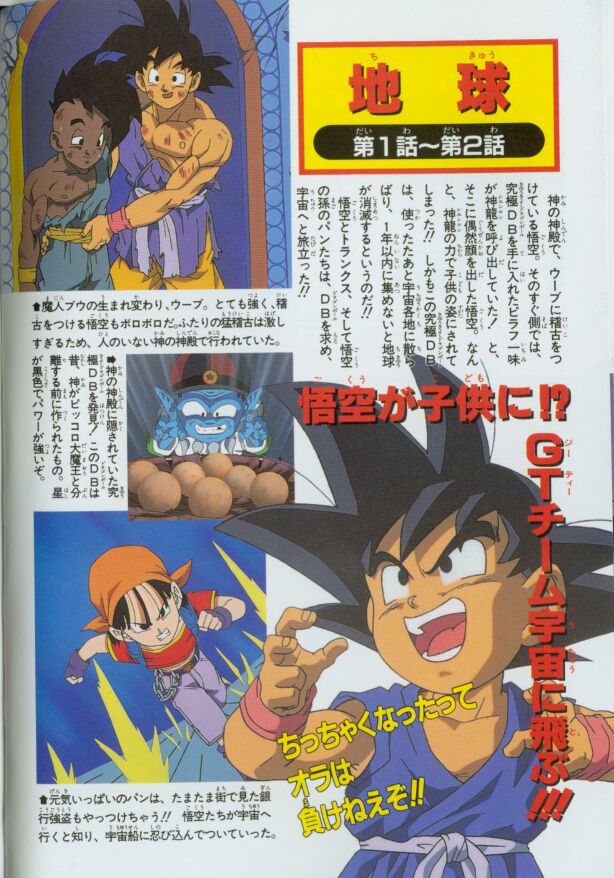 地球
第1話～第2話
神の神殿で、ウーブに稽古をつ
けている悟空。そのすぐ側では、
究極DBを手に入れたピラフ一味
が神龍を呼び出していた! と、
そこに偶然顔を出した悟空。なん
と、神龍の力で子供の姿にされて
しまった!! しかもこの究極DB
は、使ったあと宇宙各地に散ら
ばり、1年以内に集めないと地球
が消滅するというのだ!!
悟空とトランクス、そして悟空
の孫のパンたちは、DBを求め、
宇宙へと旅立った!!
⬆魔人ブウの生まれ変わり、ウーブ。とても強く、稽
古をつける悟空もボロボロだ。ふたりの猛稽古は激し
すぎるため、人のいない神の神殿で行われていた。
➡神の神殿に隠されていた究
極DBを発見! このDBは
昔、神がピッコロ大魔王と分
離する前に作られたもの。星
が黒色でパワーが強いぞ。
悟空が子供に!?
GTチーム宇宙に飛ぶ!!!
ちっちゃくなったって
オラは
負けねえぞ!!
⬆元気いっぱいのパンは、たまたま街で見た銀
行強盗もやっつけちゃう!! 悟空たちが宇宙へ
行くと知り、宇宙船に忍び込んでついていった。